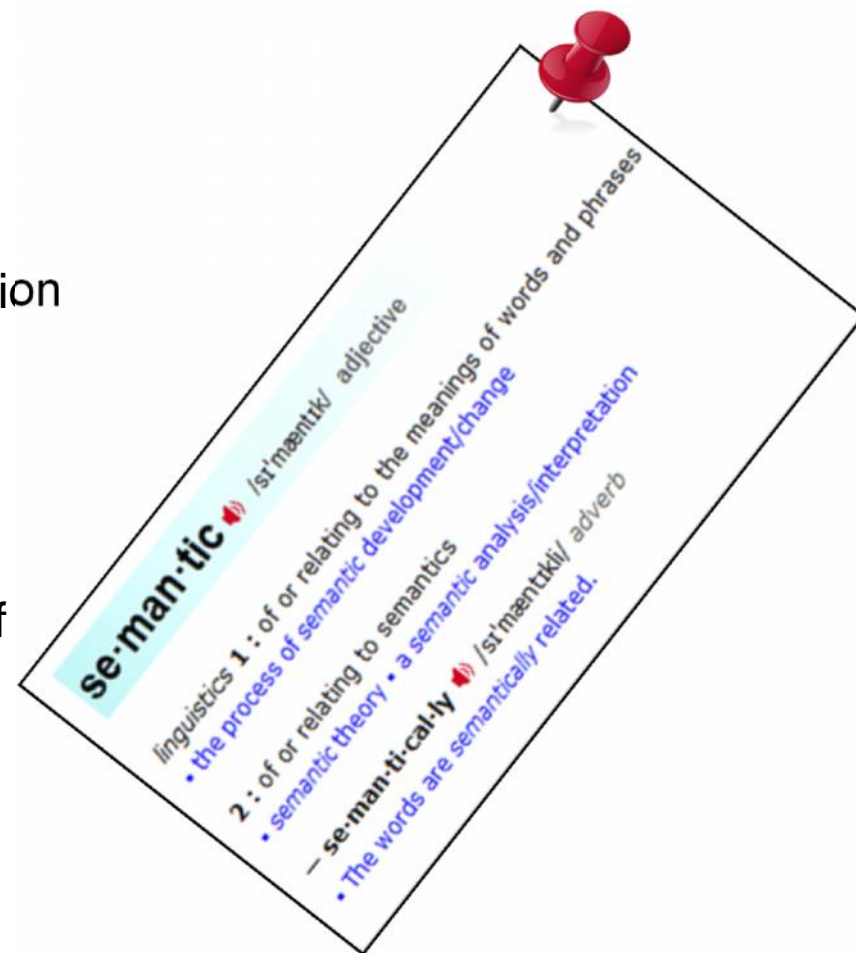 ion
f
se·man·tic /sɪˈmæntɪk/ adjective
linguistics 1 : of or relating to the meanings of words and phrases
• the process of semantic development/change
2 : of or relating to semantics
• semantic theory • a semantic analysis/interpretation
— se·man·ti·cal·ly /sɪˈmæntɪkli/ adverb
• The words are semantically related.